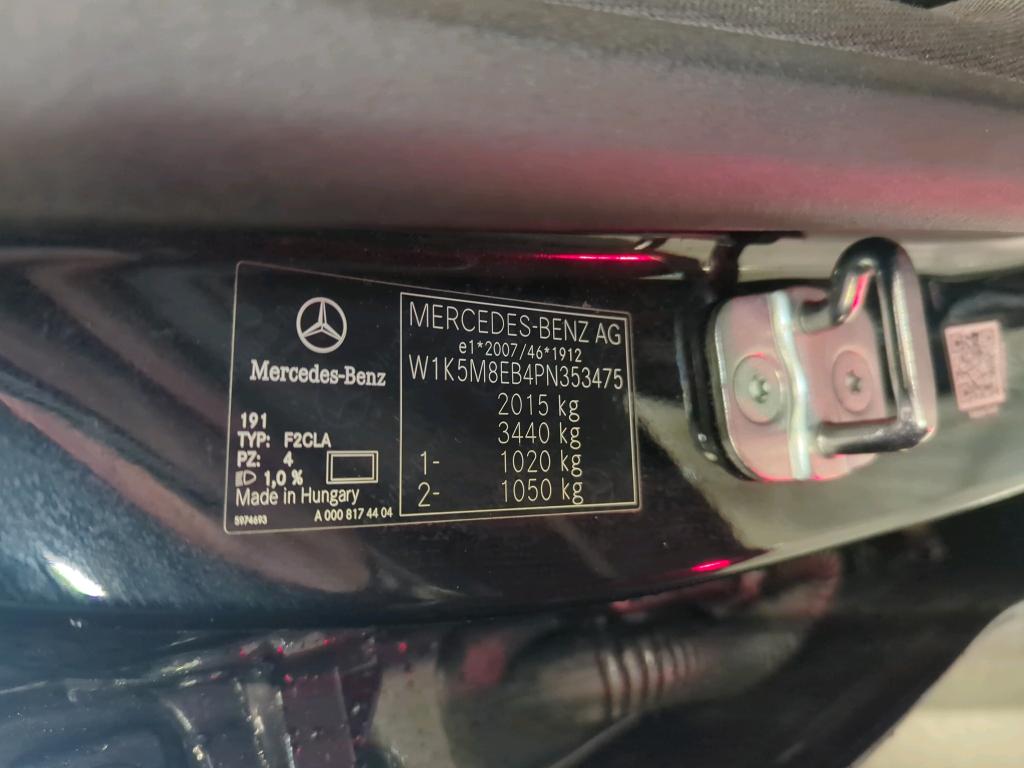 Mercedes-Benz
191
TYP: F2CLA
PZ: 4
1,0 %
Made in Hungary
5974693 A 000 817 44 04
MERCEDES-BENZ AG
e1*2007/46*1912
W1K5M8EB4PN353475
2015 kg
3440 kg
1- 1020 kg
2- 1050 kg